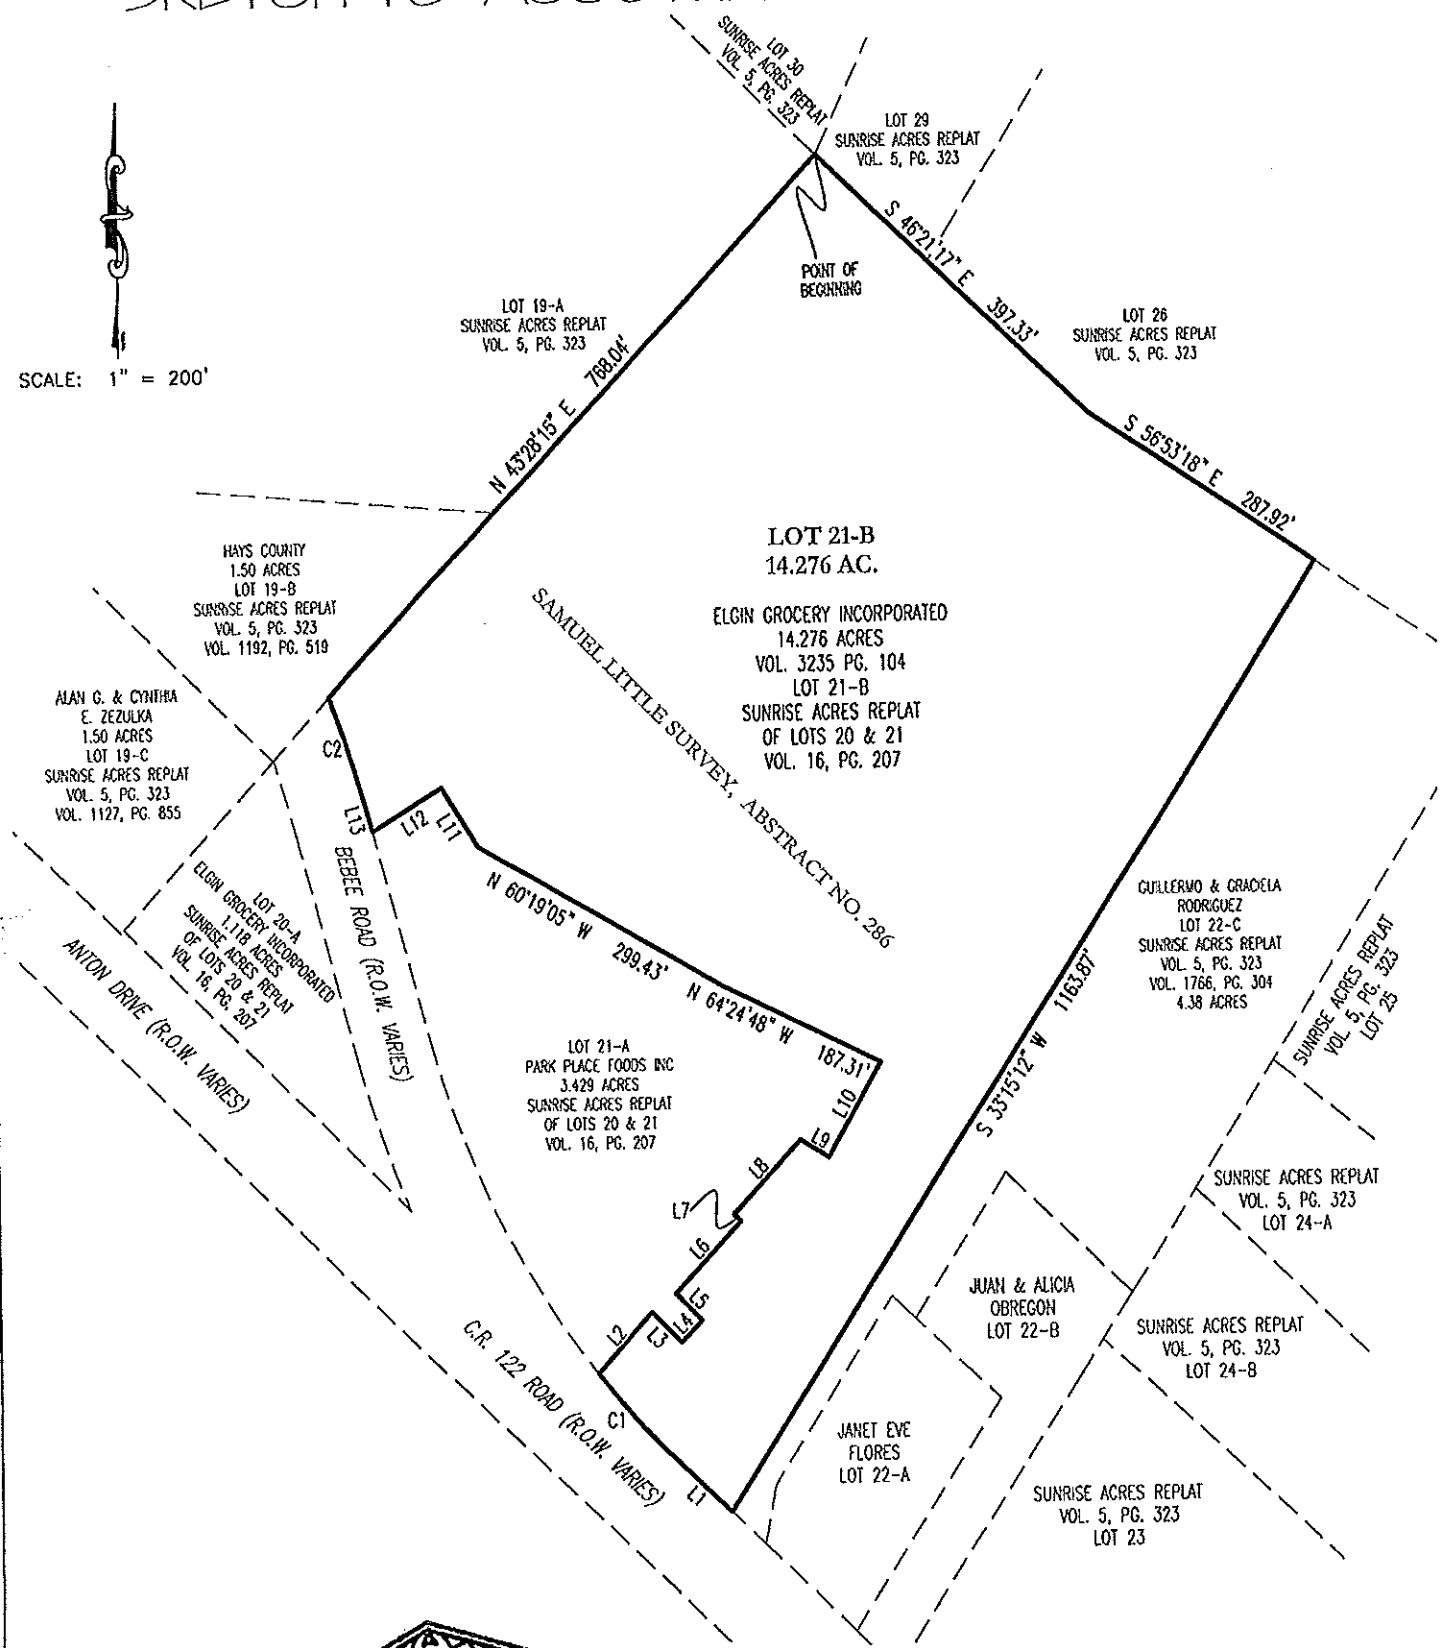 LOT 30
SUNRISE ACRES REPLAT
VOL. 5, PG. 323
LOT 29
SUNRISE ACRES REPLAT
VOL. 5, PG. 323
POINT OF
BEGINNING
S 46°21'17" E 397.33'
LOT 19-A
SUNRISE ACRES REPLAT
VOL. 5, PG. 323
LOT 26
SUNRISE ACRES REPLAT
VOL. 5, PG. 323
SCALE: 1" = 200'
N 43°28'15" E 768.04'
S 56°53'18" E 287.92'
LOT 21-B
14.276 AC.
HAYS COUNTY
1.50 ACRES
LOT 19-B
SUNRISE ACRES REPLAT
VOL. 5, PG. 323
VOL. 1192, PG. 519
ELGIN GROCERY INCORPORATED
14.276 ACRES
VOL. 3235 PG. 104
LOT 21-B
SUNRISE ACRES REPLAT
OF LOTS 20 & 21
VOL. 16, PG. 207
SAMUEL LITTLE SURVEY, ABSTRACT NO. 286
ALAN G. & CYNTHIA
E. ZEZULKA
1.50 ACRES
LOT 19-C
SUNRISE ACRES REPLAT
VOL. 5, PG. 323
VOL. 1127, PG. 855
C2
L13
L12
L11
BEBEE ROAD (R.O.W. VARIES)
LOT 20-A
ELGIN GROCERY INCORPORATED
1.118 ACRES
SUNRISE ACRES REPLAT
OF LOTS 20 & 21
VOL. 16, PG. 207
ANTON DRIVE (R.O.W. VARIES)
N 60°19'05" W 299.43'
N 64°24'48" W 187.31'
GUILLERMO & GRACIELA
RODRIGUEZ
LOT 22-C
SUNRISE ACRES REPLAT
VOL. 5, PG. 323
VOL. 1766, PG. 304
4.38 ACRES
S 33°15'12" W 1163.87'
SUNRISE ACRES REPLAT
VOL. 5, PG. 323
LOT 25
LOT 21-A
PARK PLACE FOODS INC
3.429 ACRES
SUNRISE ACRES REPLAT
OF LOTS 20 & 21
VOL. 16, PG. 207
L10
L9
L8
L7
L6
L5
L4
L3
L2
SUNRISE ACRES REPLAT
VOL. 5, PG. 323
LOT 24-A
JUAN & ALICIA
OBREGON
LOT 22-B
SUNRISE ACRES REPLAT
VOL. 5, PG. 323
LOT 24-B
C.R. 122 ROAD (R.O.W. VARIES)
C1
L1
JANET EVE
FLORES
LOT 22-A
SUNRISE ACRES REPLAT
VOL. 5, PG. 323
LOT 23